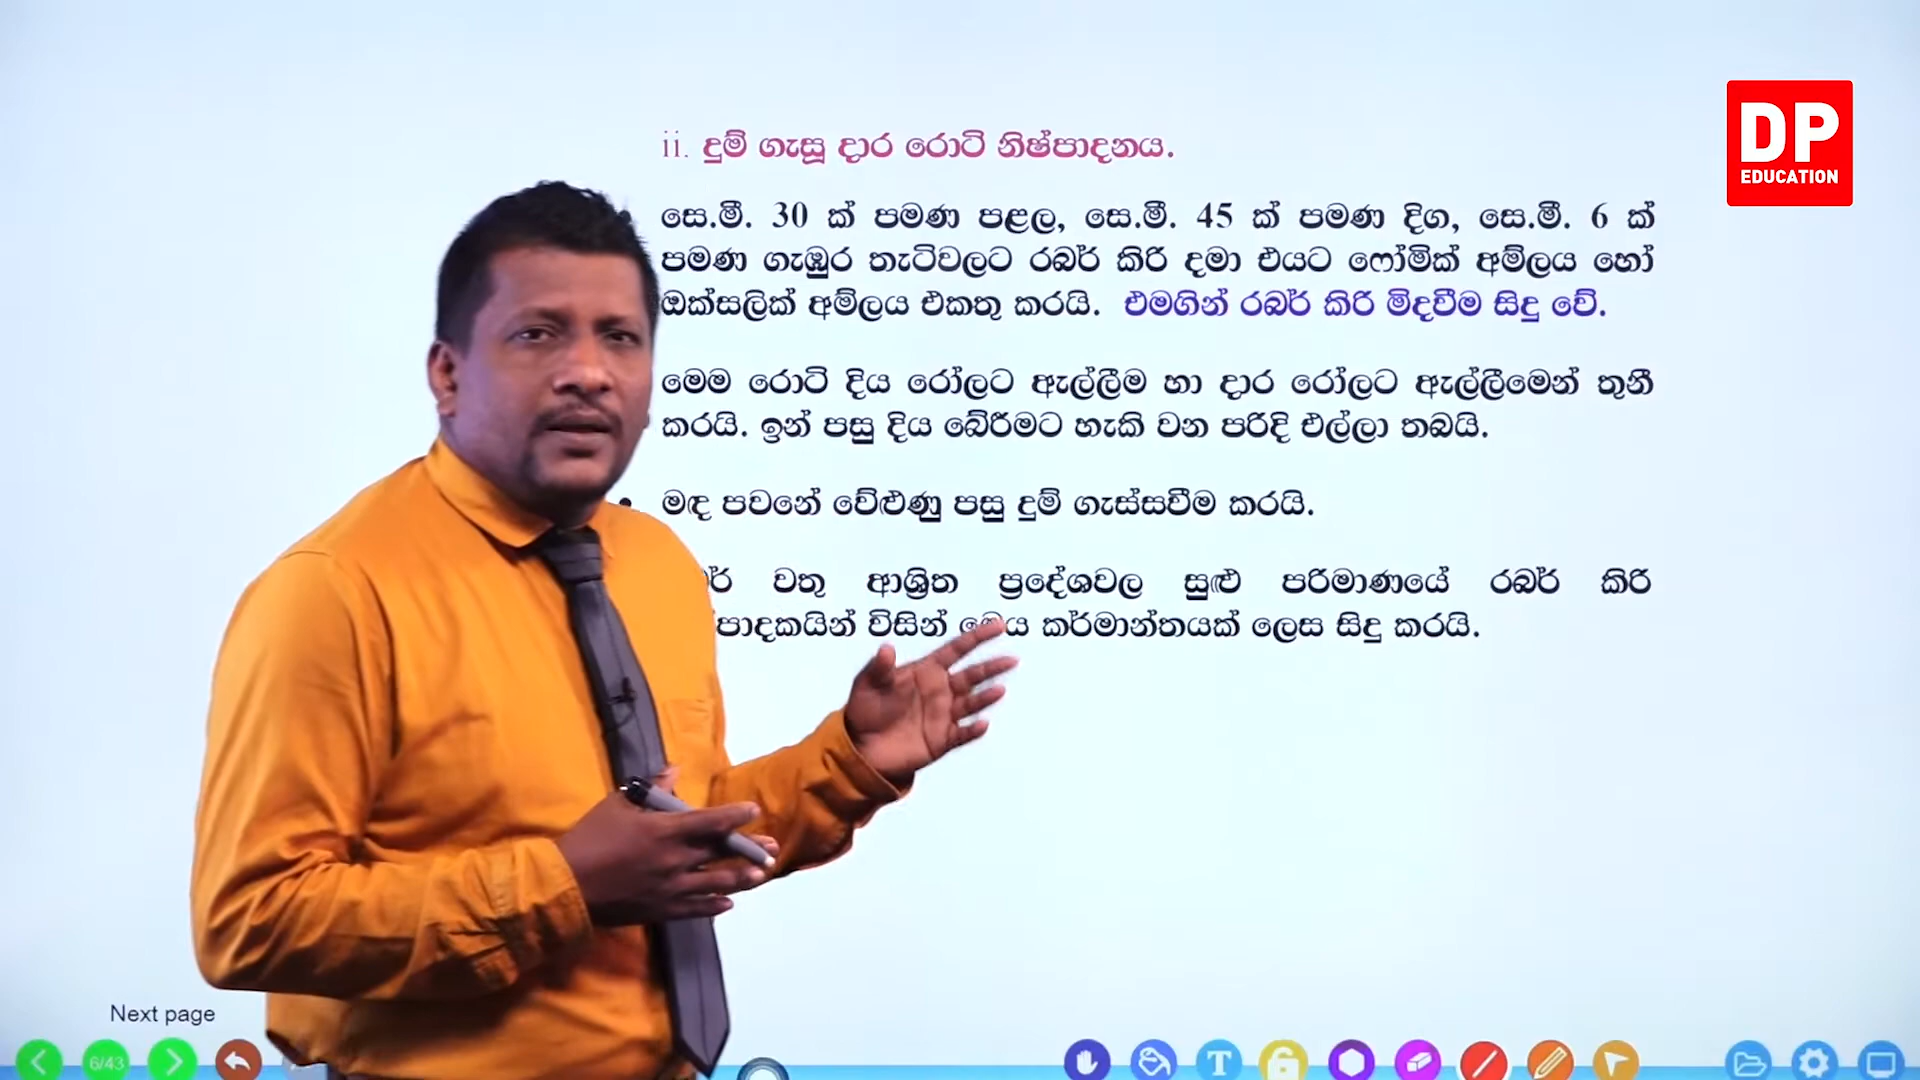 DP
EDUCATION
ii. දුම් ගැසූ දාර රොටි නිෂ්පාදනය.
සෙ.මී. 30 ක් පමණ පළල, සෙ.මී. 45 ක් පමණ දිග, සෙ.මී. 6 ක්
පමණ ගැඹුර තැටිවලට රබර් කිරි දමා එයට ෆෝමික් අම්ලය හෝ
ඔක්සලික් අම්ලය එකතු කරයි. එමගින් රබර් කිරි මිදවීම සිදු වේ.
මෙම රොටි දිය රෝලට ඇල්ලීම හා දාර රෝලට ඇල්ලීමෙන් තුනී
කරයි. ඉන් පසු දිය බේරීමට හැකි වන පරිදි එල්ලා තබයි.
• මඳ පවනේ වේළුණු පසු දුම් ගැස්සවීම කරයි.
වතු ආශ්‍රිත ප්‍රදේශවල සුළු පරිමාණයේ රබර් කිරි
විසින් කර්මාන්තයක් ලෙස සිදු කරයි.
Next page
6/43